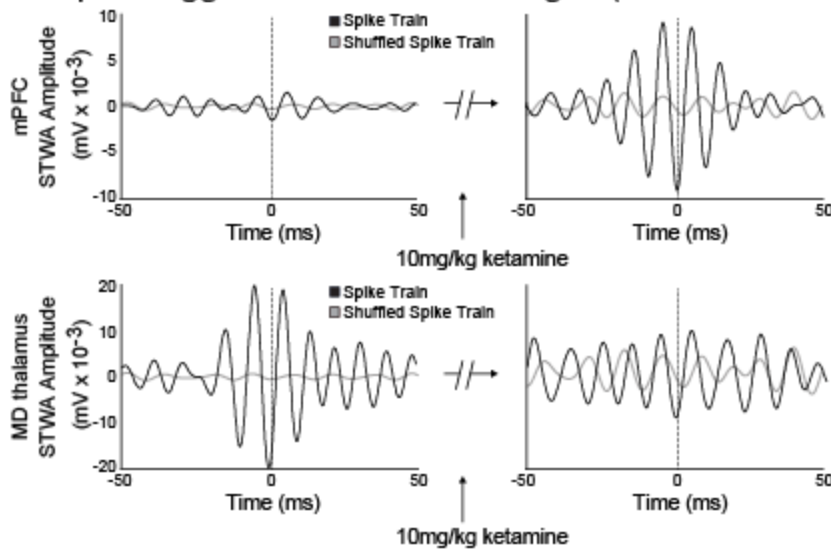 Spike Train
Shuffled Spike Train
mPFC
STWA Amplitude
(mV x 10-3)
10
5
0
-5
-10
-50
0
50
Time (ms)
-50
0
50
Time (ms)
10mg/kg ketamine
Spike Train
Shuffled Spike Train
MD thalamus
STWA Amplitude
(mV x 10-3)
20
10
0
-10
-20
-50
0
50
Time (ms)
-50
0
50
Time (ms)
10mg/kg ketamine